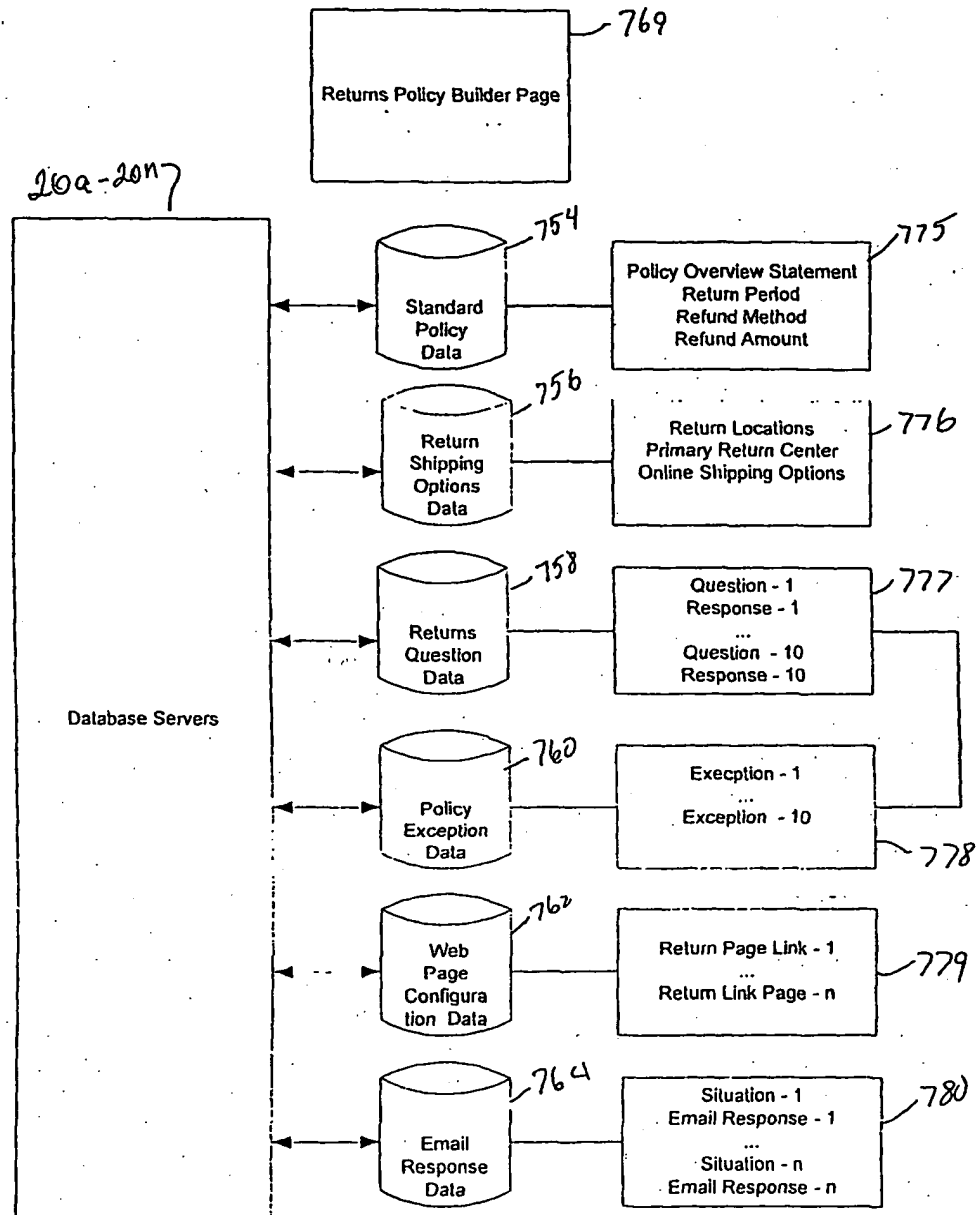 769
Returns Policy Builder Page
20a-20n
754
775
Standard
Policy
Data
Policy Overview Statement
Return Period
Refund Method
Refund Amount
756
776
Return
Shipping
Options
Data
Return Locations
Primary Return Center
Online Shipping Options
758
777
Returns
Question
Data
Question - 1
Response - 1
...
Question - 10
Response - 10
Database Servers
760
Policy
Exception
Data
Execption - 1
...
Exception - 10
778
762
Web
Page
Configura
tion Data
Return Page Link - 1
...
Return Link Page - n
779
764
780
Email
Response
Data
Situation - 1
Email Response - 1
...
Situation - n
Email Response - n